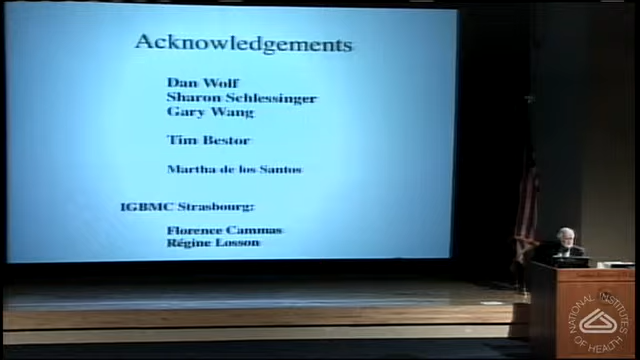 Acknowledgements
Dan Wolf
Sharon Schlessinger
Gary Wang
Tim Bestor
Martha de los Santos
IGBMC Strasbourg:
Florence Cammas
Régine Losson
NATIONAL INSTITUTES
OF HEALTH